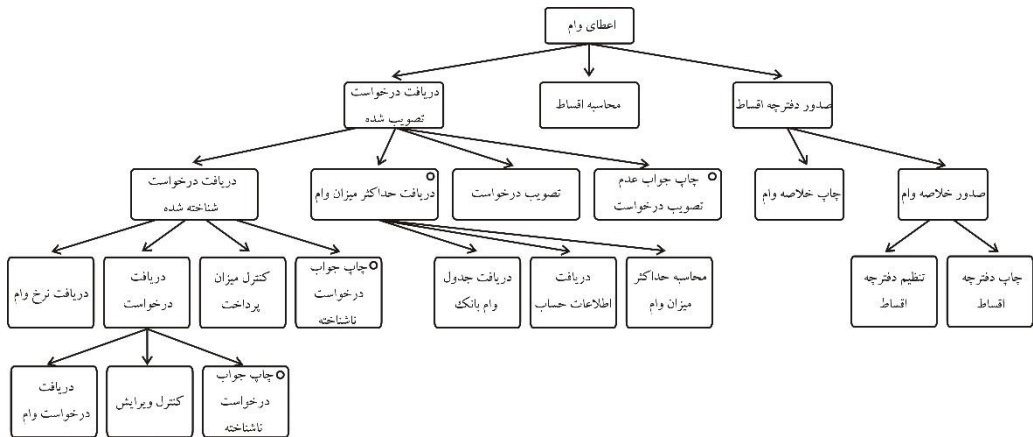 اعطای وام
صدور دفترچه اقساط
محاسبه اقساط
دریافت درخواست
تصویب شده
صدور خلاصه وام
چاپ خلاصه وام
چاپ جواب عدم
تصویب درخواست
تصویب درخواست
دریافت حداکثر میزان وام
دریافت درخواست
شناخته شده
چاپ دفترچه
اقساط
تنظیم دفترچه
اقساط
محاسبه حداکثر
میزان وام
دریافت
اطلاعات حساب
دریافت جدول
وام بانک
چاپ جواب
درخواست
ناشناخته
کنترل میزان
پرداخت
دریافت
درخواست
دریافت نرخ وام
چاپ جواب
درخواست
ناشناخته
کنترل ویرایش
دریافت
درخواست وام